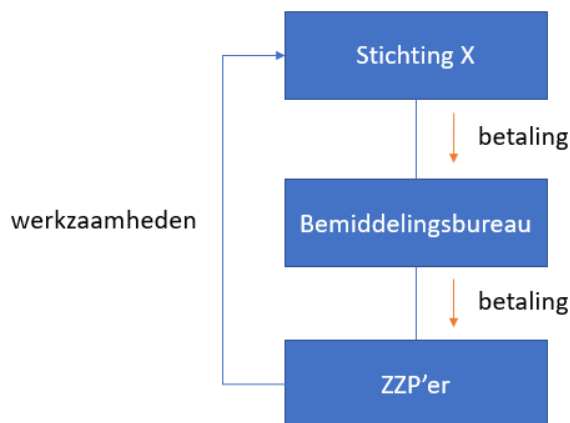 Stichting X
betaling
werkzaamheden
Bemiddelingsbureau
betaling
ZZP'er